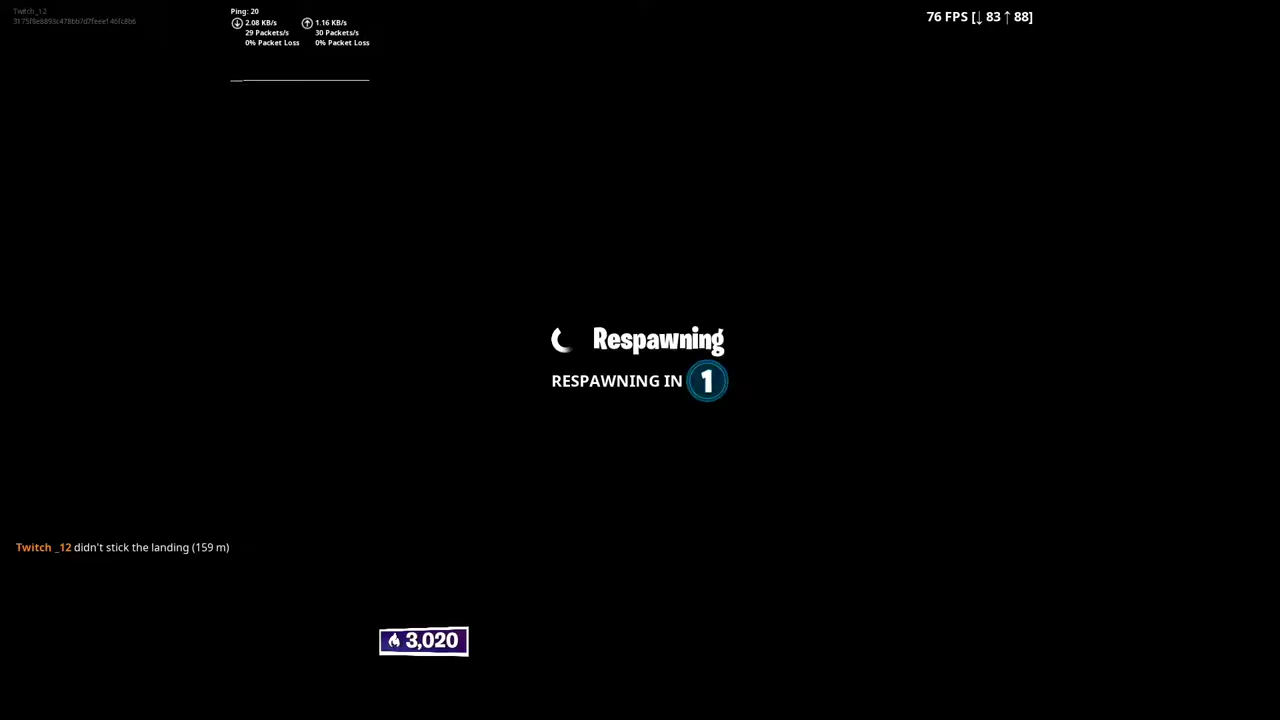 Twitch_12
Ping: 20
2.08 KB/s 1.16 KB/s
29 Packets/s 30 Packets/s
0% Packet Loss 0% Packet Loss
76 FPS [↓ 83 ↑ 88]
Respawning
RESPAWNING IN 1
Twitch _12 didn't stick the landing (159 m)
3,020